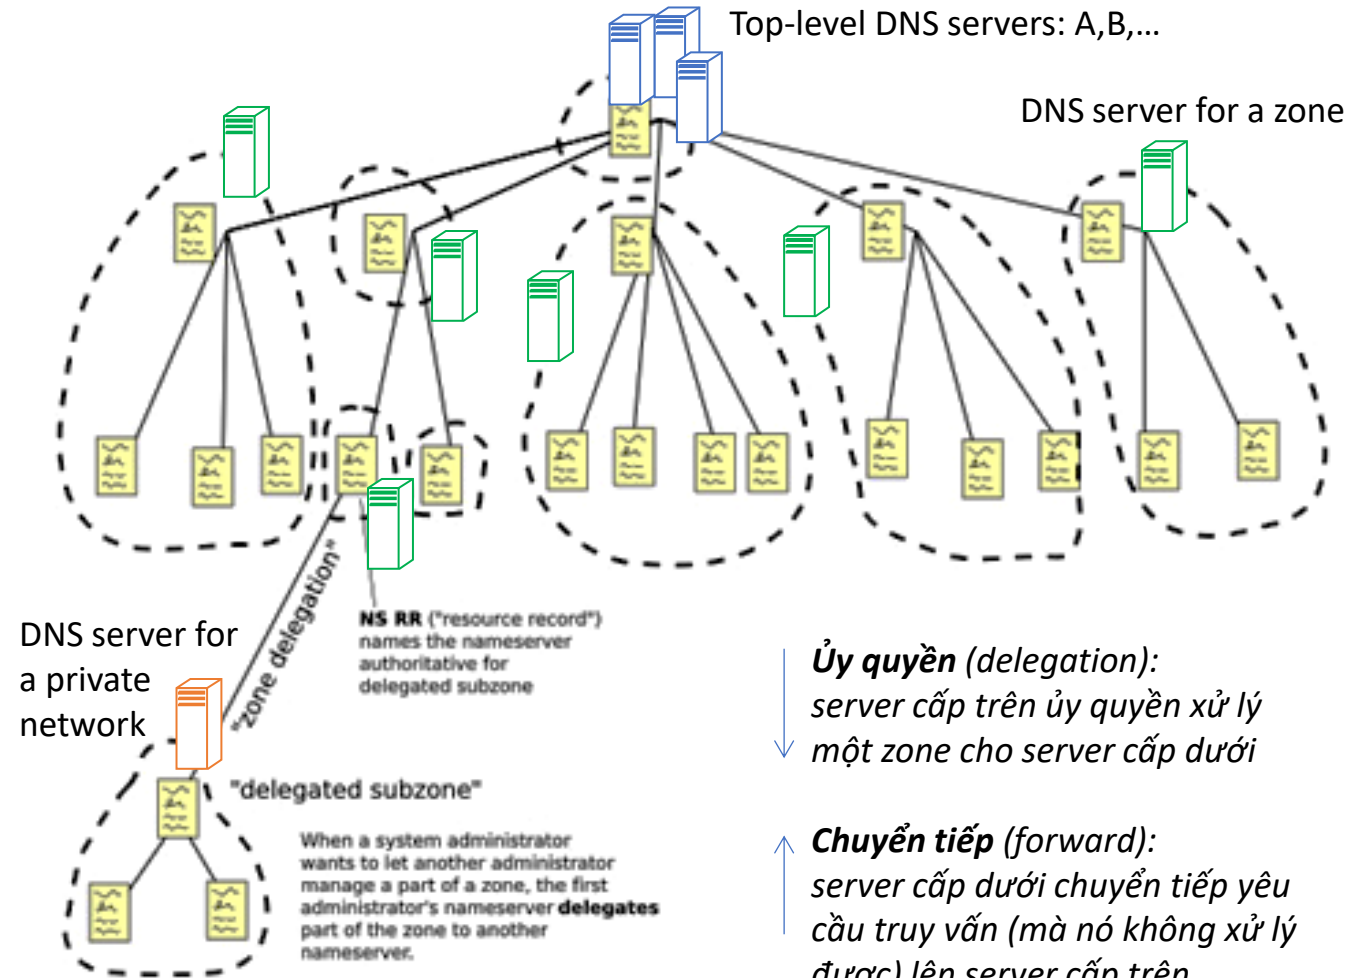 Top-level DNS servers: A,B,…
DNS server for a zone
"zone delegation"
NS RR ("resource record")
names the nameserver
authoritative for
delegated subzone
DNS server for
a private
network
"delegated subzone"
When a system administrator
wants to let another administrator
manage a part of a zone, the first
administrator's nameserver delegates
part of the zone to another
nameserver.
Ủy quyền (delegation):
server cấp trên ủy quyền xử lý
một zone cho server cấp dưới
Chuyển tiếp (forward):
server cấp dưới chuyển tiếp yêu
cầu truy vấn (mà nó không xử lý
được) lên server cấp trên